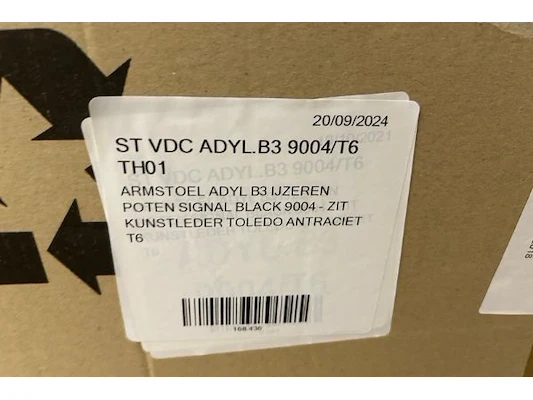 20/09/2024
ST VDC ADYL.B3 9004/T6
TH01
ARMSTOEL ADYL B3 IJZEREN
POTEN SIGNAL BLACK 9004 - ZIT
KUNSTLEDER TOLEDO ANTRACIET
T6
168.436